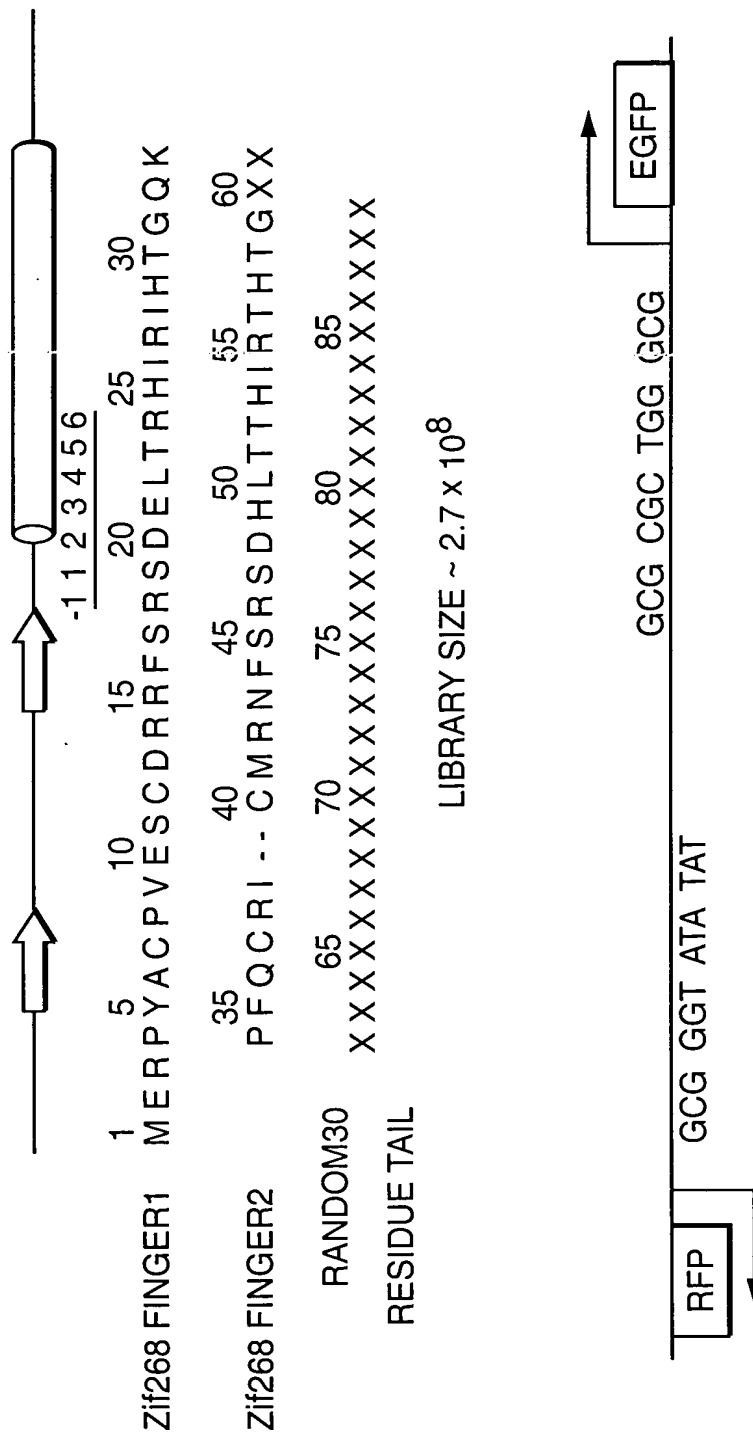 -1 1 2 3 4 5 6
1 5 10 15 20 25 30
Zif268 FINGER1 M E R P Y A C P V E S C D R R F S R S D E L T R H I R I H T G Q K
35 40 45 50 55 60
Zif268 FINGER2 P F Q C R I - - C M R N F S R S D H L T T H I R T H T G X X
65 70 75 80 85
RANDOM30 X X X X X X X X X X X X X X X X X X X X X X X X X X X X
RESIDUE TAIL
LIBRARY SIZE ~ 2.7 x 10^8
EGFP
GCG CGC TGG GCG
GCG GGT ATA TAT
RFP